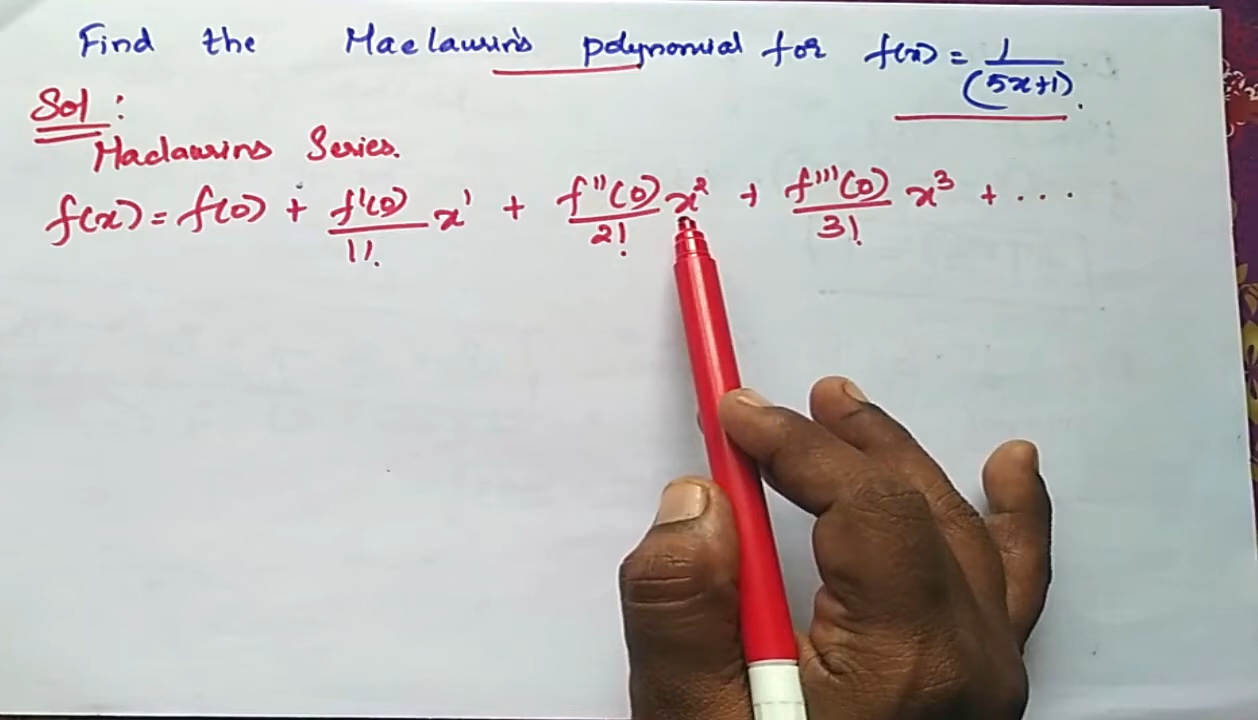 Find the Maclaurin's polynomial for f(x) = 1/(5x+1).
Sol :
Maclaurins Series.
f(x) = f(0) + f'(0)/1! x¹ + f''(0)/2! x² + f'''(0)/3! x³ + ...